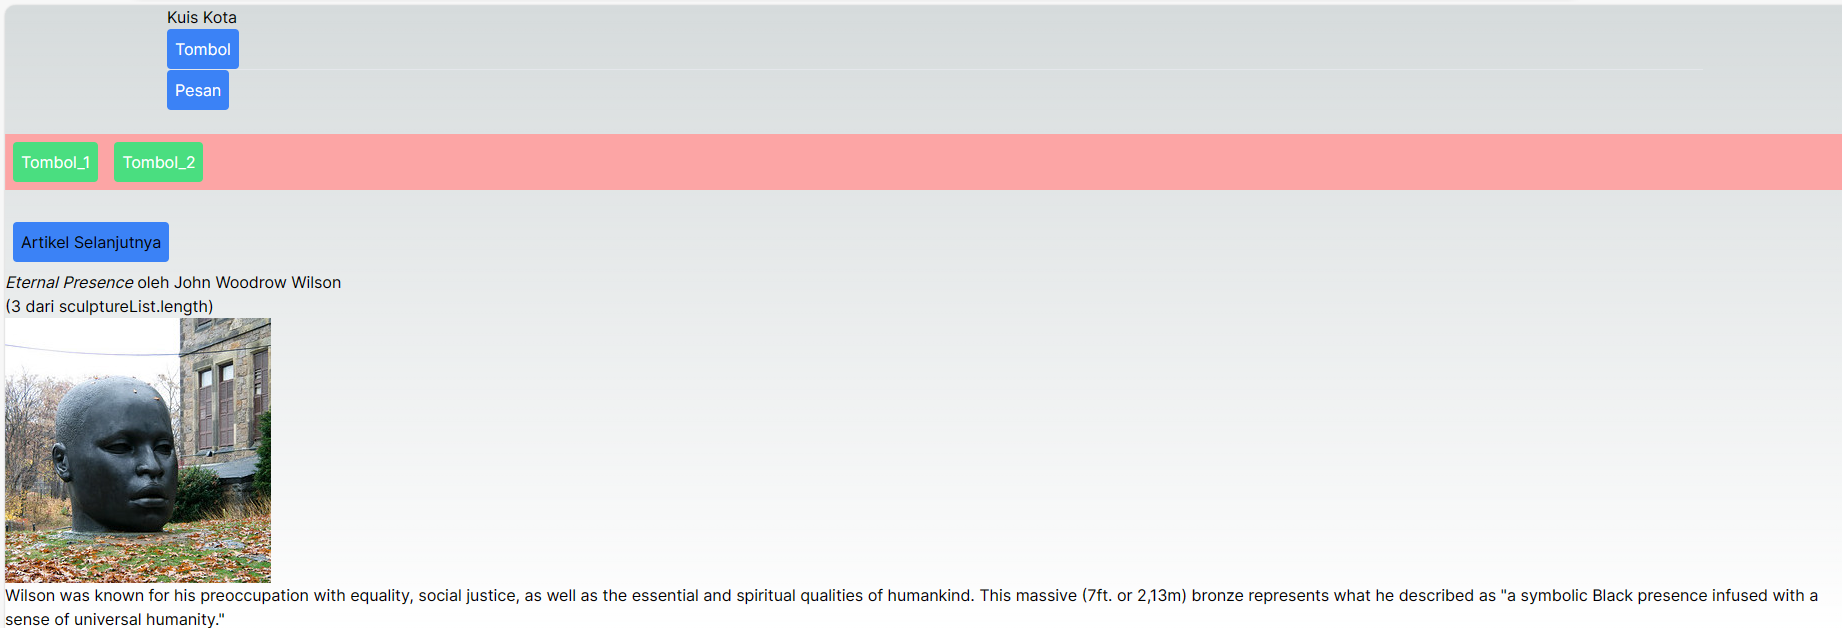 Kuis Kota
Tombol
Pesan
Tombol_1 Tombol_2
Artikel Selanjutnya
Eternal Presence oleh John Woodrow Wilson
(3 dari sculptureList.length)
Wilson was known for his preoccupation with equality, social justice, as well as the essential and spiritual qualities of humankind. This massive (7ft. or 2,13m) bronze represents what he described as "a symbolic Black presence infused with a
sense of universal humanity."